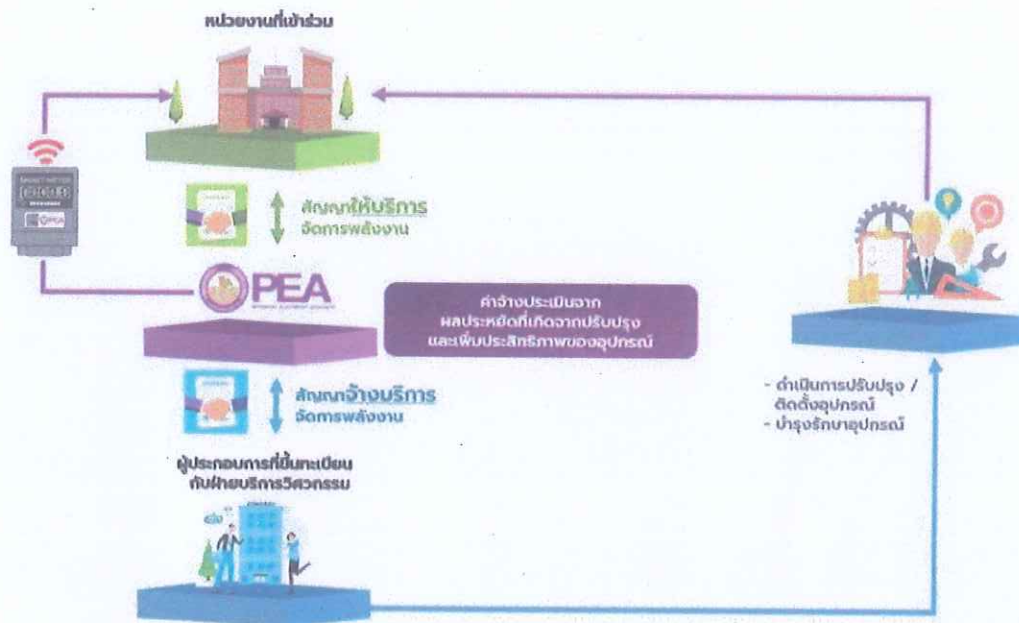 หน่วยงานที่เข้าร่วม
สัญญาให้บริการ
จัดการพลังงาน
PEA
ค่าจ้างประเมินจาก
ผลประหยัดที่เกิดจากปรับปรุง
และเพิ่มประสิทธิภาพของอุปกรณ์
สัญญาจ้างบริการ
จัดการพลังงาน
- ดำเนินการปรับปรุง /
ติดตั้งอุปกรณ์
- บำรุงรักษาอุปกรณ์
ผู้ประกอบการที่ขึ้นทะเบียน
กับฝ่ายบริการวิศวกรรม